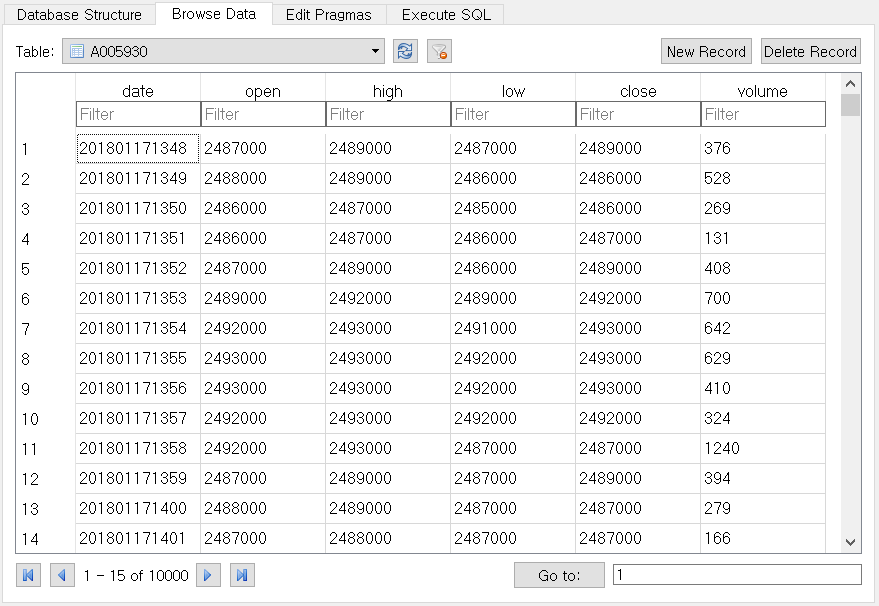 Database Structure Browse Data Edit Pragmas Execute SQL
Table: A005930 New Record Delete Record
date open high low close volume
Filter Filter Filter Filter Filter Filter
1 201801171348 2487000 2489000 2487000 2489000 376
2 201801171349 2488000 2489000 2486000 2486000 528
3 201801171350 2486000 2487000 2485000 2486000 269
4 201801171351 2486000 2487000 2486000 2487000 131
5 201801171352 2487000 2489000 2486000 2489000 408
6 201801171353 2489000 2492000 2489000 2492000 700
7 201801171354 2492000 2493000 2491000 2493000 642
8 201801171355 2493000 2493000 2492000 2493000 629
9 201801171356 2493000 2493000 2492000 2493000 410
10 201801171357 2492000 2493000 2492000 2492000 324
11 201801171358 2492000 2493000 2487000 2487000 1240
12 201801171359 2487000 2489000 2487000 2489000 394
13 201801171400 2488000 2489000 2487000 2487000 279
14 201801171401 2487000 2488000 2487000 2487000 166
1 - 15 of 10000 Go to: 1